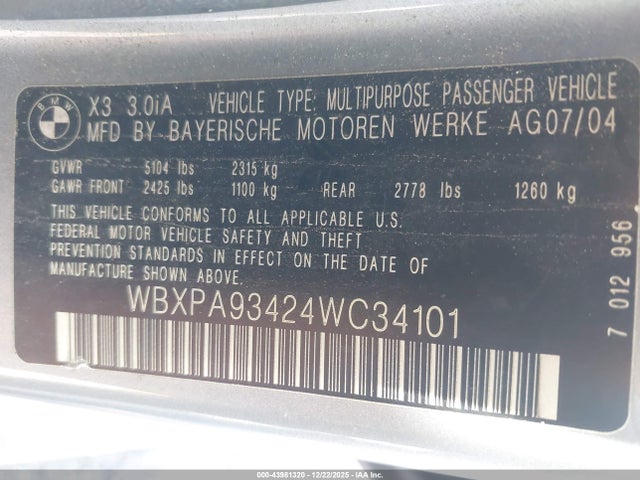 BMW
X3 3.0iA VEHICLE TYPE: MULTIPURPOSE PASSENGER VEHICLE
MFD BY BAYERISCHE MOTOREN WERKE AG07/04
GVWR 5104 lbs 2315 kg
GAWR FRONT 2425 lbs 1100 kg REAR 2778 lbs 1260 kg
THIS VEHICLE CONFORMS TO ALL APPLICABLE U.S.
FEDERAL MOTOR VEHICLE SAFETY AND THEFT
PREVENTION STANDARDS IN EFFECT ON THE DATE OF
MANUFACTURE SHOWN ABOVE.
WBXPA93424WC34101
7 012 956
000-43981320 - 12/22/2025 - IAAI.COM